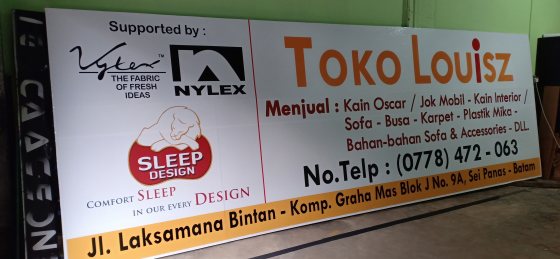 Supported by :
Vytex™
THE FABRIC
OF FRESH
IDEAS
NYLEX
SLEEP
DESIGN
COMFORT SLEEP
IN OUR EVERY DESIGN
TOKO LOUISZ
Menjual : Kain Oscar / Jok Mobil - Kain Interior /
Sofa - Busa - Karpet - Plastik Mika -
Bahan-bahan Sofa & Accessories - DLL.
No.Telp : (0778) 472 - 063
Jl. Laksamana Bintan - Komp. Graha Mas Blok J No. 9A, Sei Panas - Batam